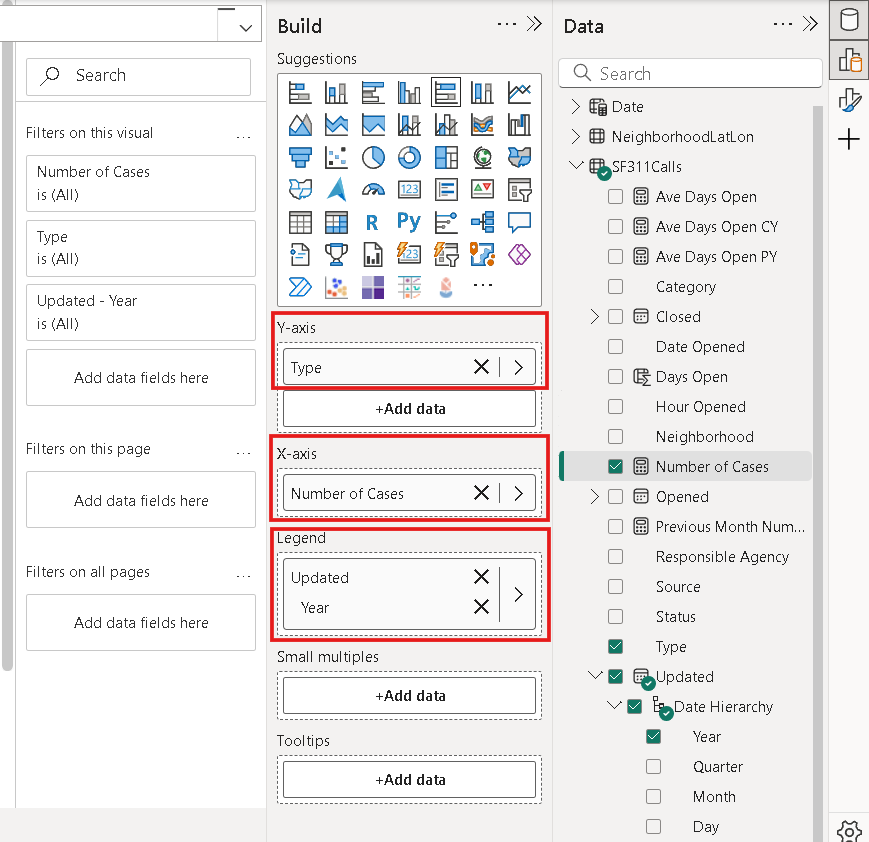 Search
Filters on this visual
...
Number of Cases
is (All)
Type
is (All)
Updated - Year
is (All)
Add data fields here
Filters on this page
...
Add data fields here
Filters on all pages
...
Add data fields here
Build
...
Suggestions
123
R
Py
123
...
Y-axis
Type
+Add data
X-axis
Number of Cases
Legend
Updated
Year
Small multiples
+Add data
Tooltips
+Add data
Data
...
Search
Date
NeighborhoodLatLon
SF311Calls
Ave Days Open
Ave Days Open CY
Ave Days Open PY
Category
Closed
Date Opened
Days Open
Hour Opened
Neighborhood
Number of Cases
Opened
Previous Month Num...
Responsible Agency
Source
Status
Type
Updated
Date Hierarchy
Year
Quarter
Month
Day